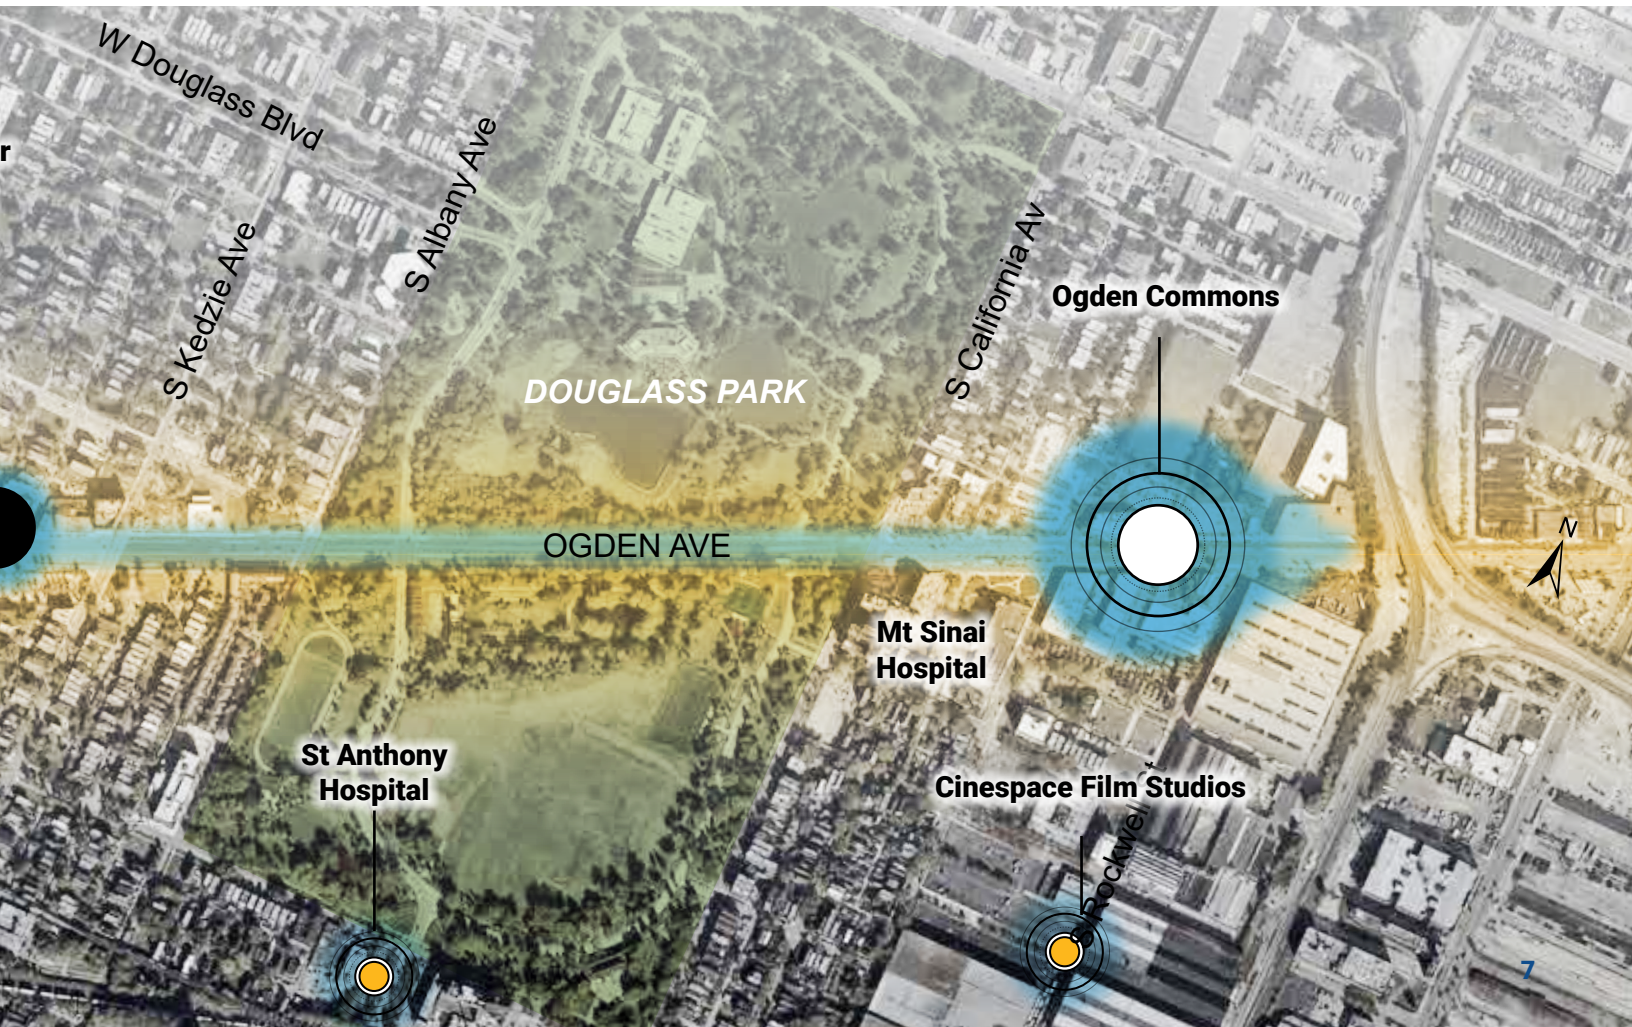 W Douglass Blvd
r
S Albany Ave
S Kedzie Ave
S California Av
Ogden Commons
DOUGLASS PARK
OGDEN AVE
N
Mt Sinai
Hospital
St Anthony
Hospital
Cinespace Film Studios
7